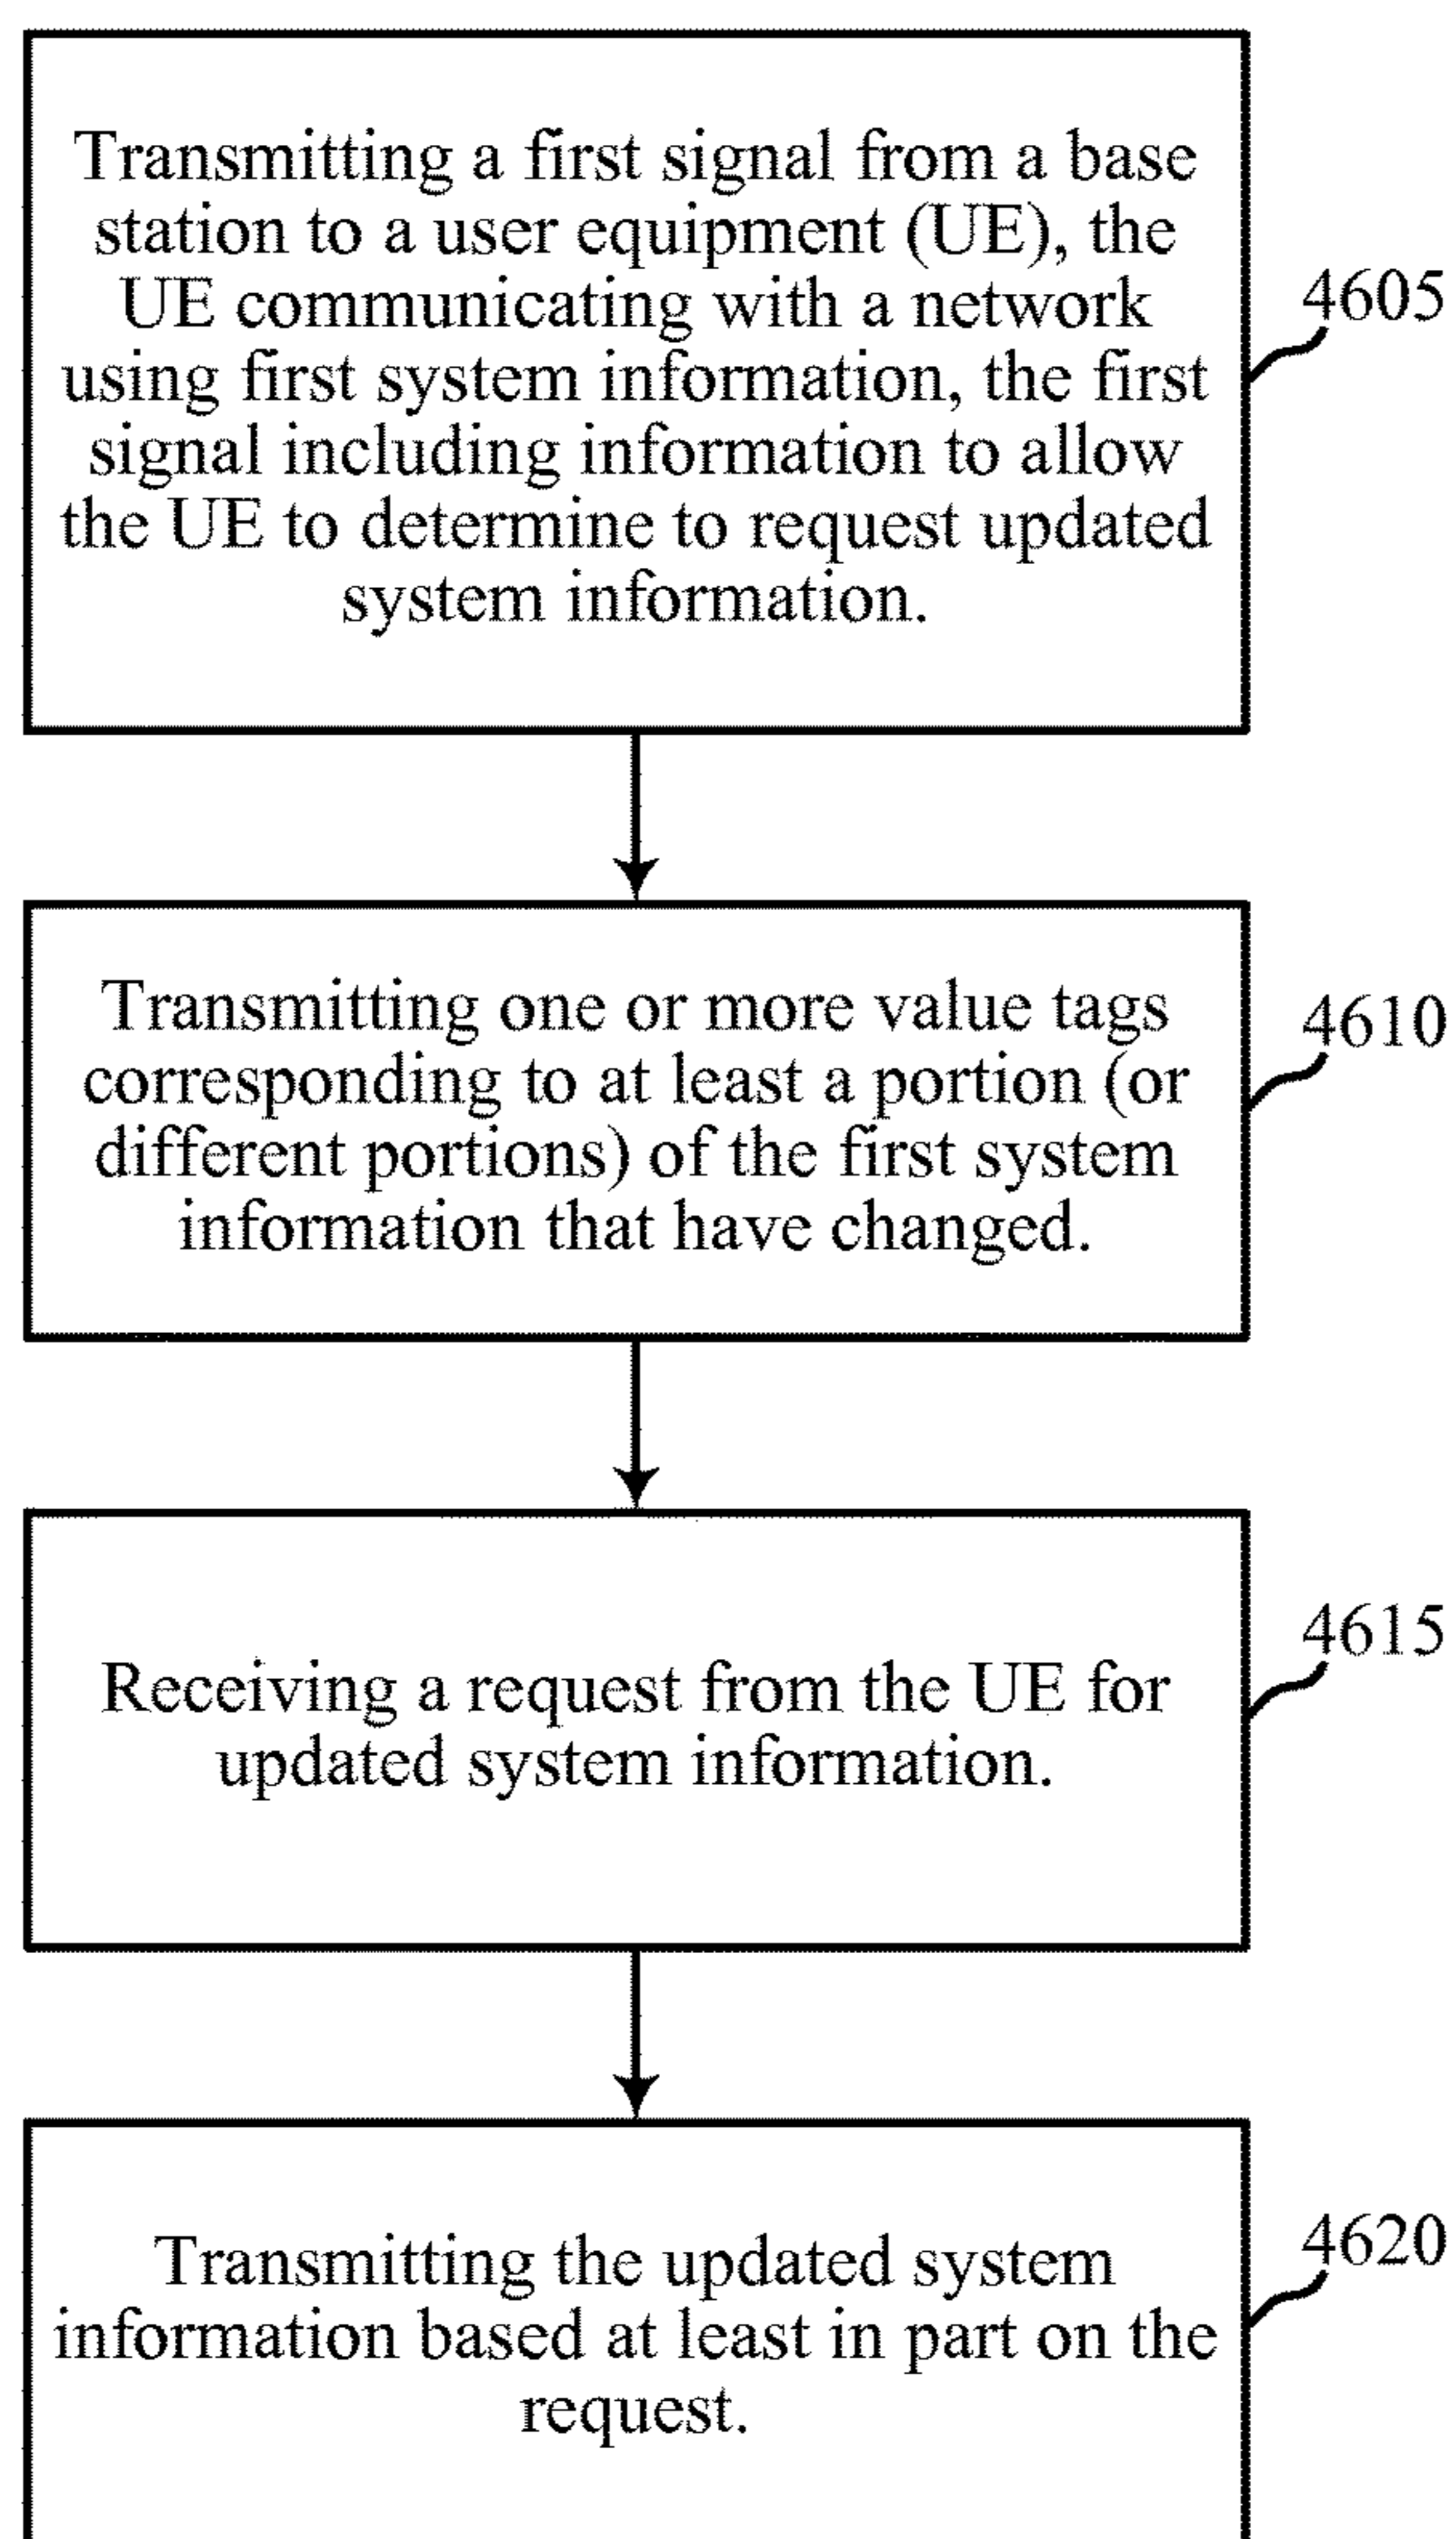 Transmitting a first signal from a base
station to a user equipment (UE), the
UE communicating with a network
using first system information, the first
signal including information to allow
the UE to determine to request updated
system information.
4605
Transmitting one or more value tags
corresponding to at least a portion (or
different portions) of the first system
information that have changed.
4610
Receiving a request from the UE for
updated system information.
4615
Transmitting the updated system
information based at least in part on the
request.
4620